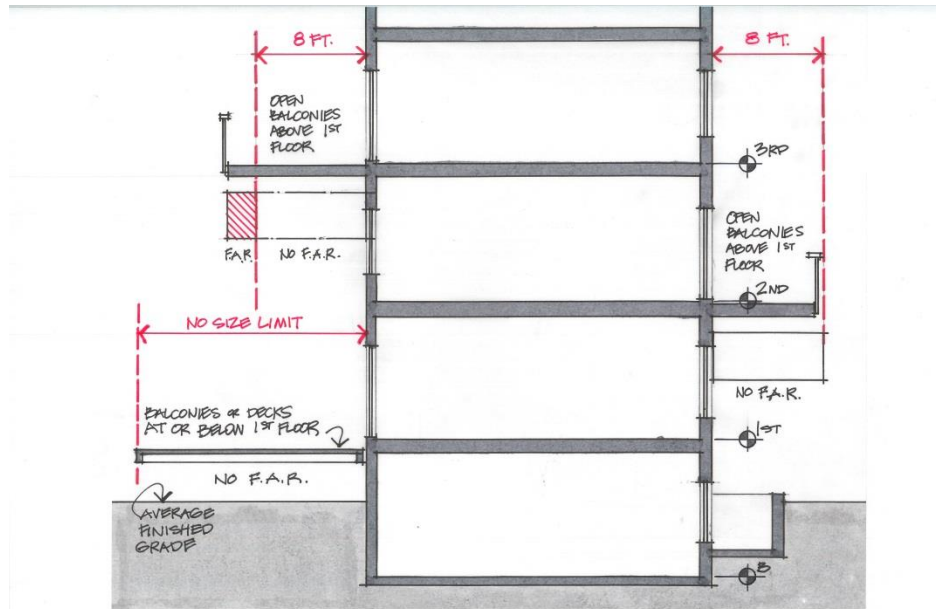 8 FT.
8 FT.
OPEN
BALCONIES
ABOVE 1ST
FLOOR
3RD
F.A.R.
NO F.A.R.
OPEN
BALCONIES
ABOVE 1ST
FLOOR
2ND
NO SIZE LIMIT
NO F.A.R.
BALCONIES OR DECKS
AT OR BELOW 1ST FLOOR
1ST
NO F.A.R.
AVERAGE
FINISHED
GRADE
B